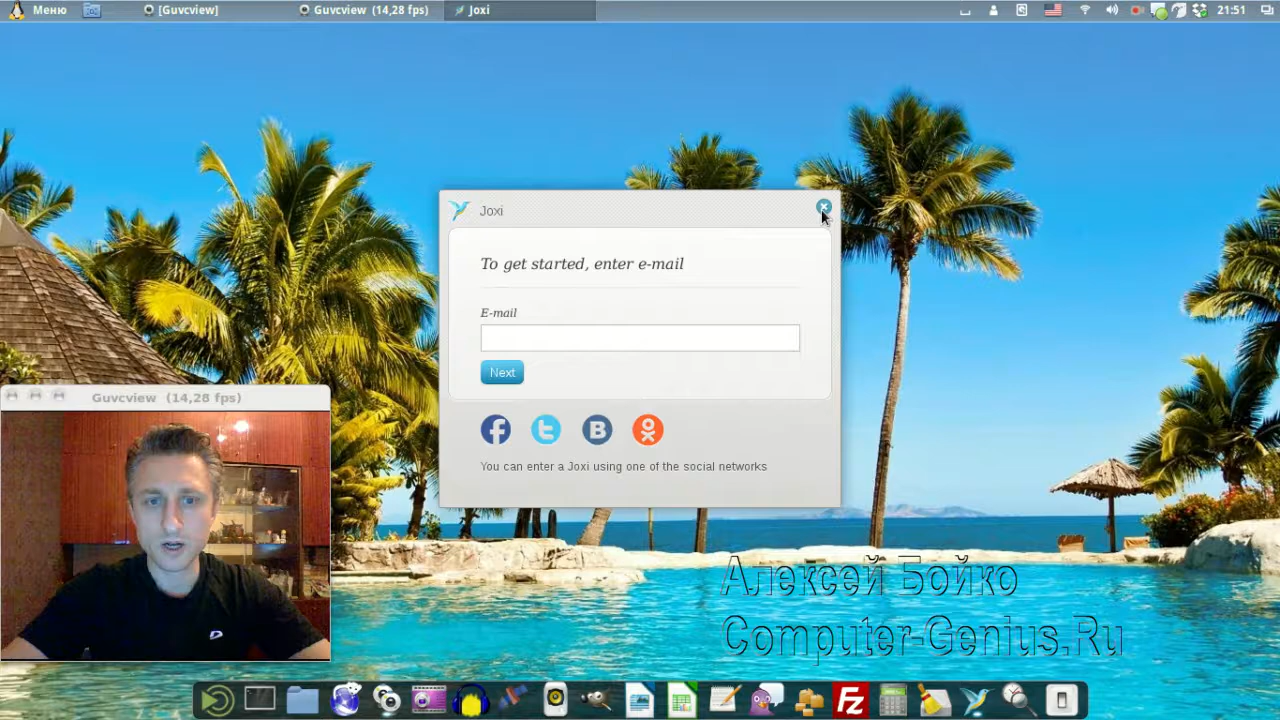 Меню
[Guvcview]
Guvcview (14,28 fps)
Joxi
21:51
Joxi
To get started, enter e-mail
E-mail
Next
You can enter a Joxi using one of the social networks
Guvcview (14,28 fps)
Алексей Бойко
Computer-Genius.Ru